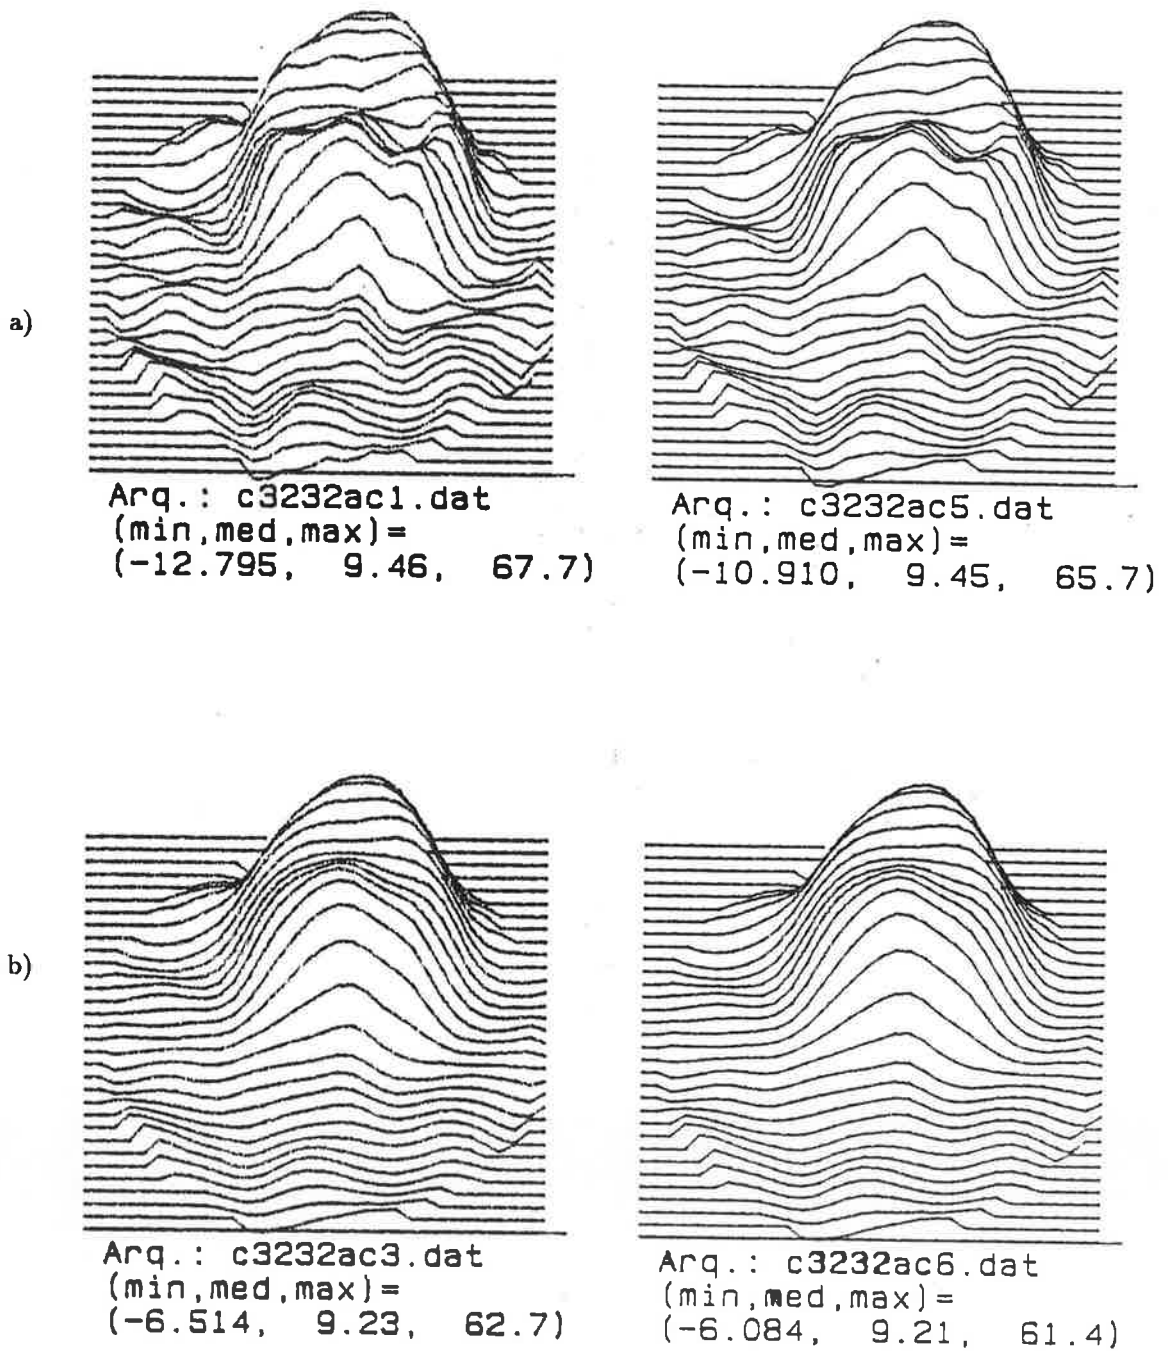 a)
Arq.: c3232ac1.dat
(min,med,max)=
(-12.795, 9.46, 67.7)
Arq.: c3232ac5.dat
(min,med,max)=
(-10.910, 9.45, 65.7)
b)
Arq.: c3232ac3.dat
(min,med,max)=
(-6.514, 9.23, 62.7)
Arq.: c3232ac6.dat
(min,med,max)=
(-6.084, 9.21, 61.4)